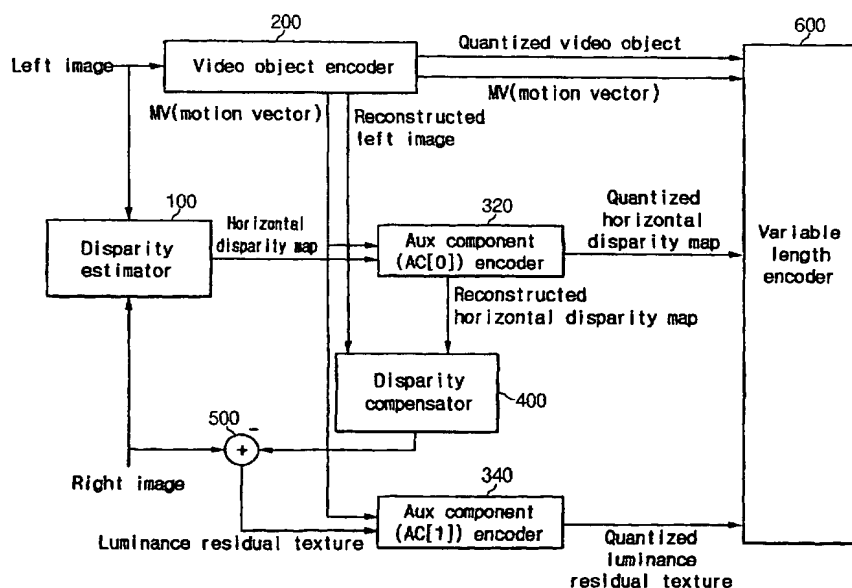 200
Quantized video object
600
Left image
Video object encoder
MV(motion vector)
MV(motion vector)
Reconstructed
left image
100
Disparity
estimator
Horizontal
disparity map
320
Aux component
(AC[0]) encoder
Quantized
horizontal
disparity map
Variable
length
encoder
Reconstructed
horizontal disparity map
Disparity
compensator
400
500
-
+
Right image
340
Aux component
(AC[1]) encoder
Luminance residual texture
Quantized
luminance
residual texture